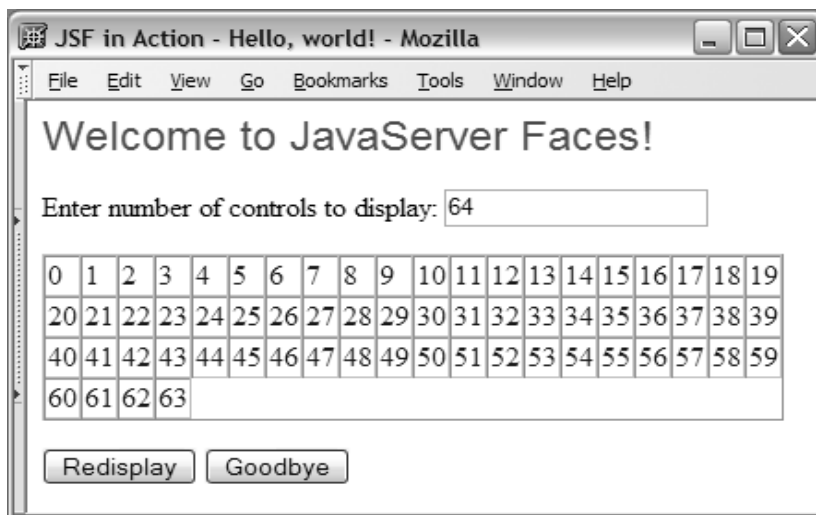 JSF in Action - Hello, world! - Mozilla
File Edit View Go Bookmarks Tools Window Help
Welcome to JavaServer Faces!
Enter number of controls to display: 64
0 1 2 3 4 5 6 7 8 9 10 11 12 13 14 15 16 17 18 19
20 21 22 23 24 25 26 27 28 29 30 31 32 33 34 35 36 37 38 39
40 41 42 43 44 45 46 47 48 49 50 51 52 53 54 55 56 57 58 59
60 61 62 63
Redisplay Goodbye